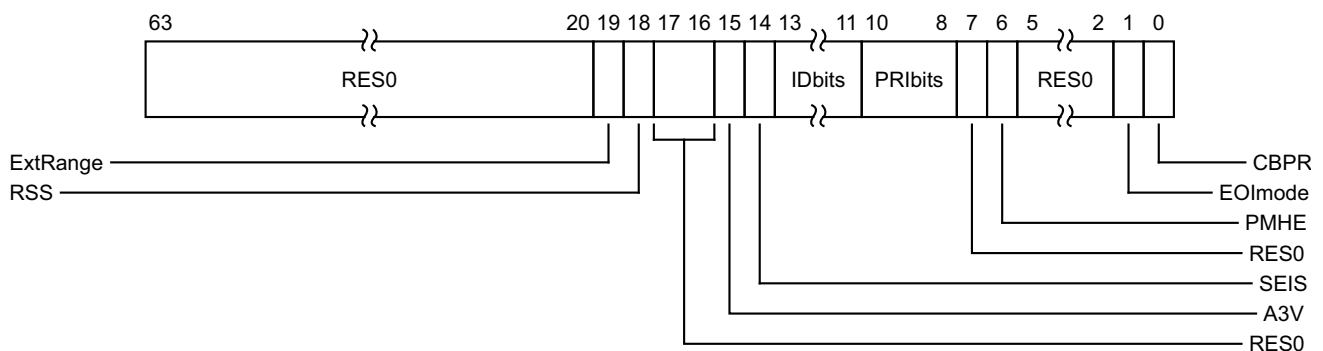 63 20 19 18 17 16 15 14 13 11 10 8 7 6 5 2 1 0
RES0 IDbits PRIbits RES0
ExtRange
RSS
CBPR
EOImode
PMHE
RES0
SEIS
A3V
RES0